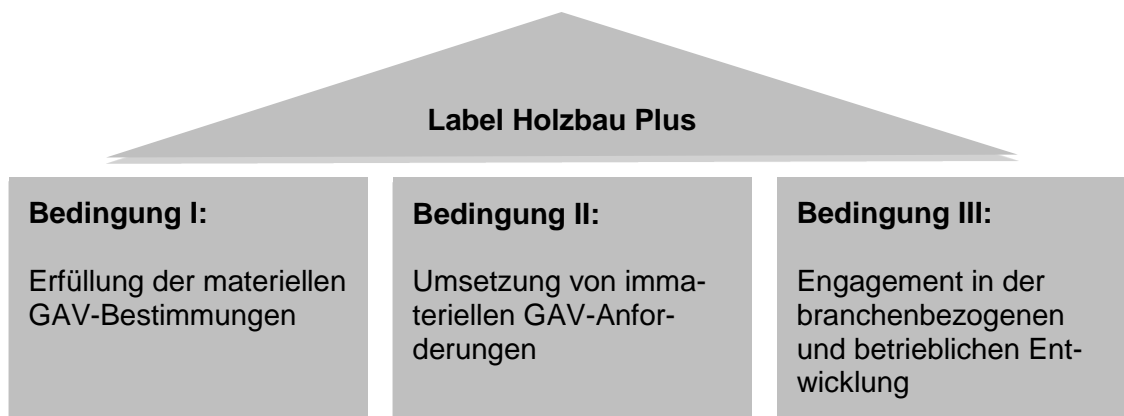 Label Holzbau Plus
Bedingung I:
Erfüllung der materiellen
GAV-Bestimmungen
Bedingung II:
Umsetzung von imma-
teriellen GAV-Anfor-
derungen
Bedingung III:
Engagement in der
branchenbezogenen
und betrieblichen Ent-
wicklung